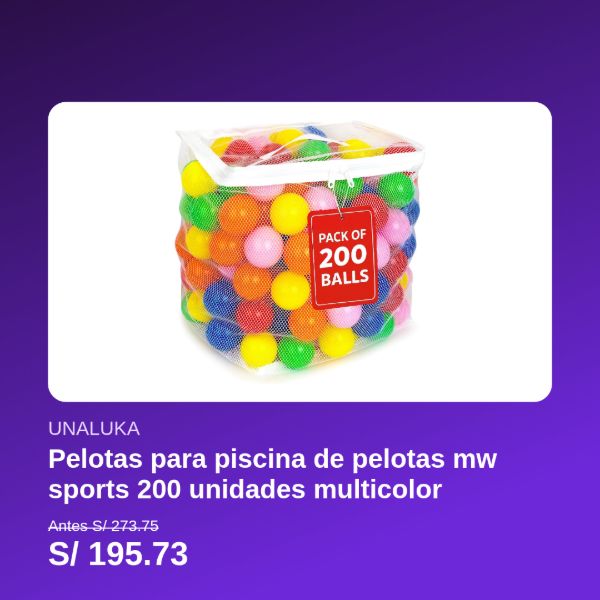 PACK OF
200
BALLS
UNALUKA
Pelotas para piscina de pelotas mw
sports 200 unidades multicolor
Antes S/ 273.75
S/ 195.73